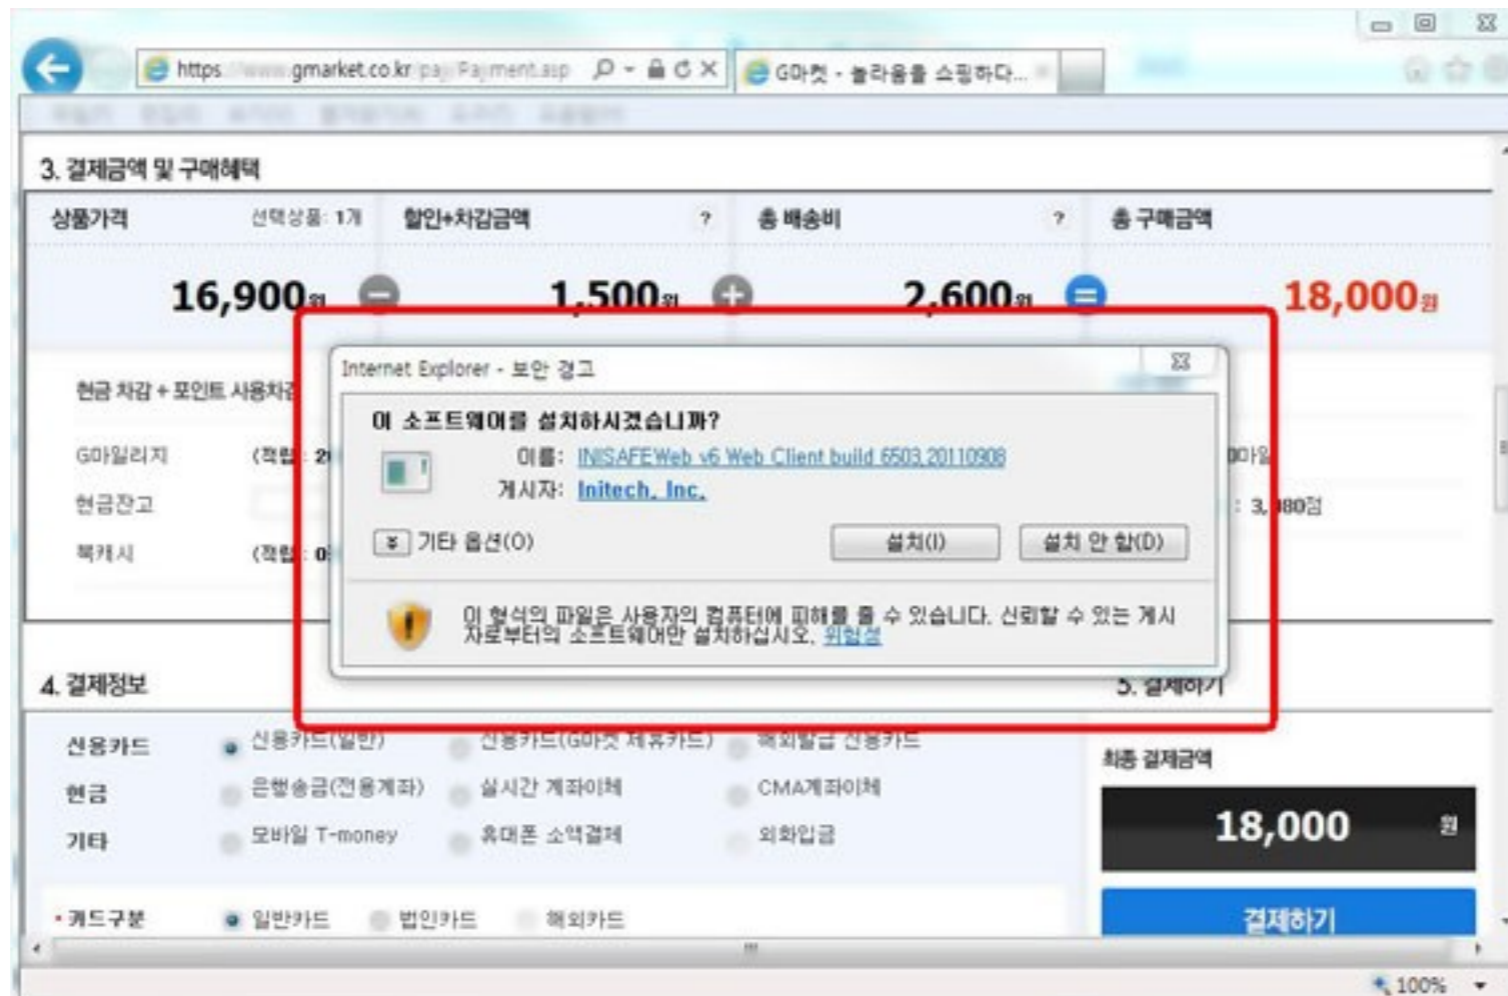 https://www.gmarket.co.kr/pay/Payment.asp
G마켓 - 놀라움을 쇼핑하다...
3. 결제금액 및 구매혜택
상품가격 선택상품: 1개 할인+차감금액 ? 총 배송비 ? 총 구매금액
16,900원 - 1,500원 + 2,600원 = 18,000원
Internet Explorer - 보안 경고
현금 차감 + 포인트 사용차감
이 소프트웨어를 설치하시겠습니까?
이름: INISAFEWeb v6 Web Client build 6503,20110908
게시자: Initech, Inc.
G마일리지 (적립 : 2
현금잔고 : 3, 80점
북캐시 (적립 : 0
기타 옵션(O) 설치(I) 설치 안 함(D)
이 형식의 파일은 사용자의 컴퓨터에 피해를 줄 수 있습니다. 신뢰할 수 있는 게시
자로부터의 소프트웨어만 설치하십시오. 위험성
4. 결제정보 5. 결제하기
신용카드 신용카드(일반) 신용카드(G마켓 제휴카드) 해외발급 신용카드
최종 결제금액
현금 은행송금(전용계좌) 실시간 계좌이체 CMA계좌이체
18,000 원
기타 모바일 T-money 휴대폰 소액결제 외화입금
카드구분 일반카드 법인카드 해외카드
결제하기
100%